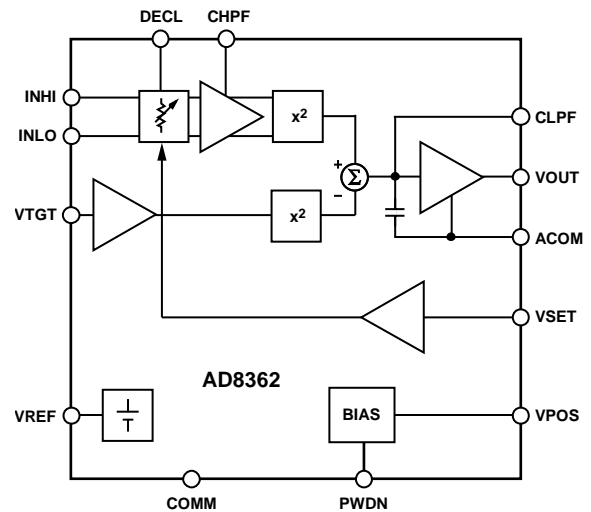 DECL CHPF
INHI
x²
CLPF
INLO
+
Σ
VOUT
−
VTGT
x²
ACOM
VSET
AD8362
VREF
BIAS
VPOS
COMM
PWDN